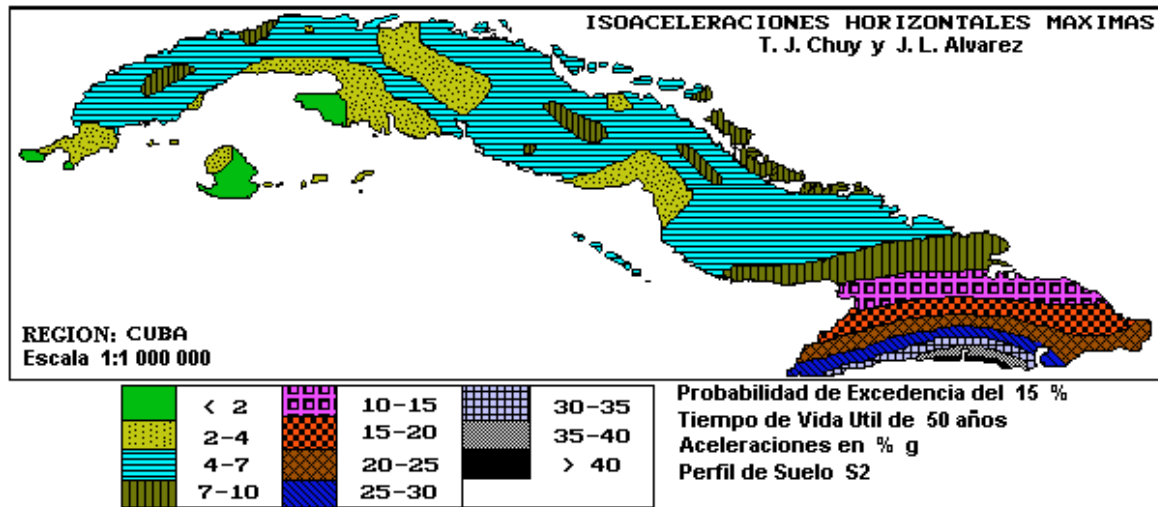 ISOACELERACIONES HORIZONTALES MAXIMAS
T. J. Chuy y J. L. Alvarez
REGION: CUBA
Escala 1:1 000 000
< 2
2-4
4-7
7-10
10-15
15-20
20-25
25-30
30-35
35-40
> 40
Probabilidad de Excedencia del 15 %
Tiempo de Vida Util de 50 años
Aceleraciones en % g
Perfil de Suelo S2